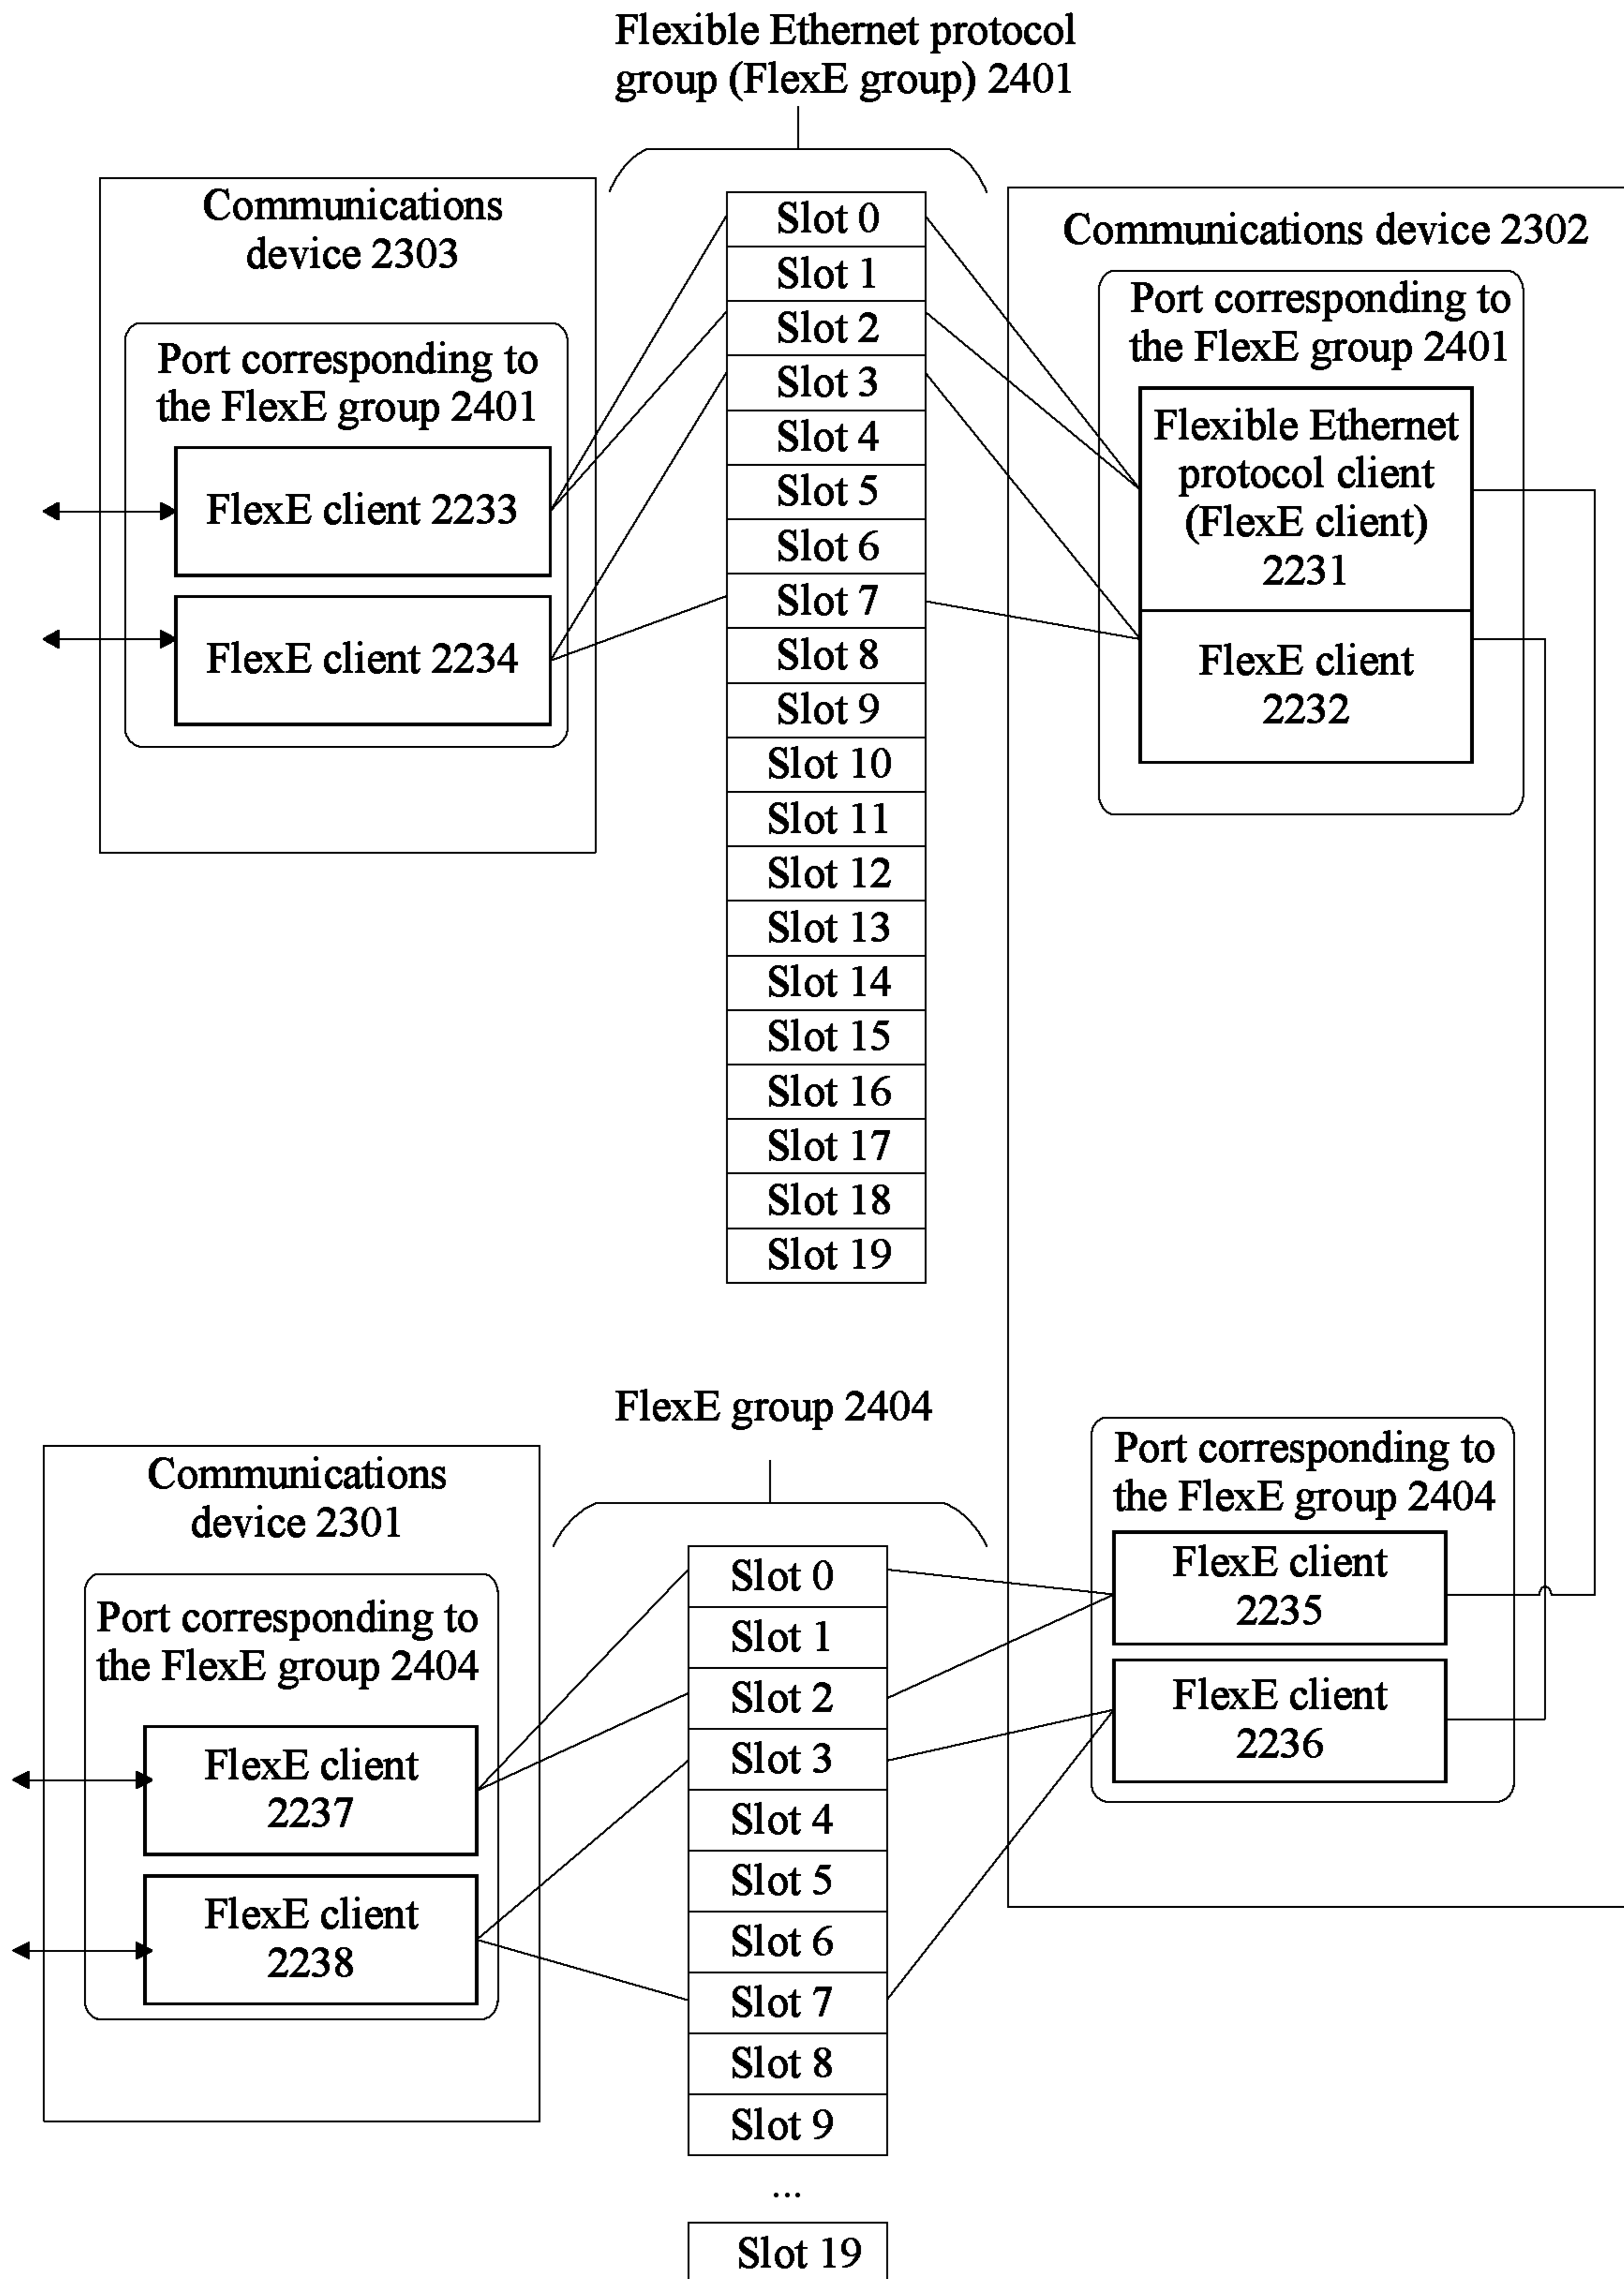 Flexible Ethernet protocol
group (FlexE group) 2401
Communications
device 2303
Port corresponding to
the FlexE group 2401
FlexE client 2233
FlexE client 2234
Slot 0
Slot 1
Slot 2
Slot 3
Slot 4
Slot 5
Slot 6
Slot 7
Slot 8
Slot 9
Slot 10
Slot 11
Slot 12
Slot 13
Slot 14
Slot 15
Slot 16
Slot 17
Slot 18
Slot 19
Communications device 2302
Port corresponding to
the FlexE group 2401
Flexible Ethernet
protocol client
(FlexE client)
2231
FlexE client
2232
FlexE group 2404
Communications
device 2301
Port corresponding to
the FlexE group 2404
FlexE client
2237
FlexE client
2238
Slot 0
Slot 1
Slot 2
Slot 3
Slot 4
Slot 5
Slot 6
Slot 7
Slot 8
Slot 9
...
Slot 19
Port corresponding to
the FlexE group 2404
FlexE client
2235
FlexE client
2236